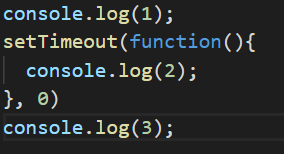 console.log(1);
setTimeout(function(){
  console.log(2);
}, 0)
console.log(3);